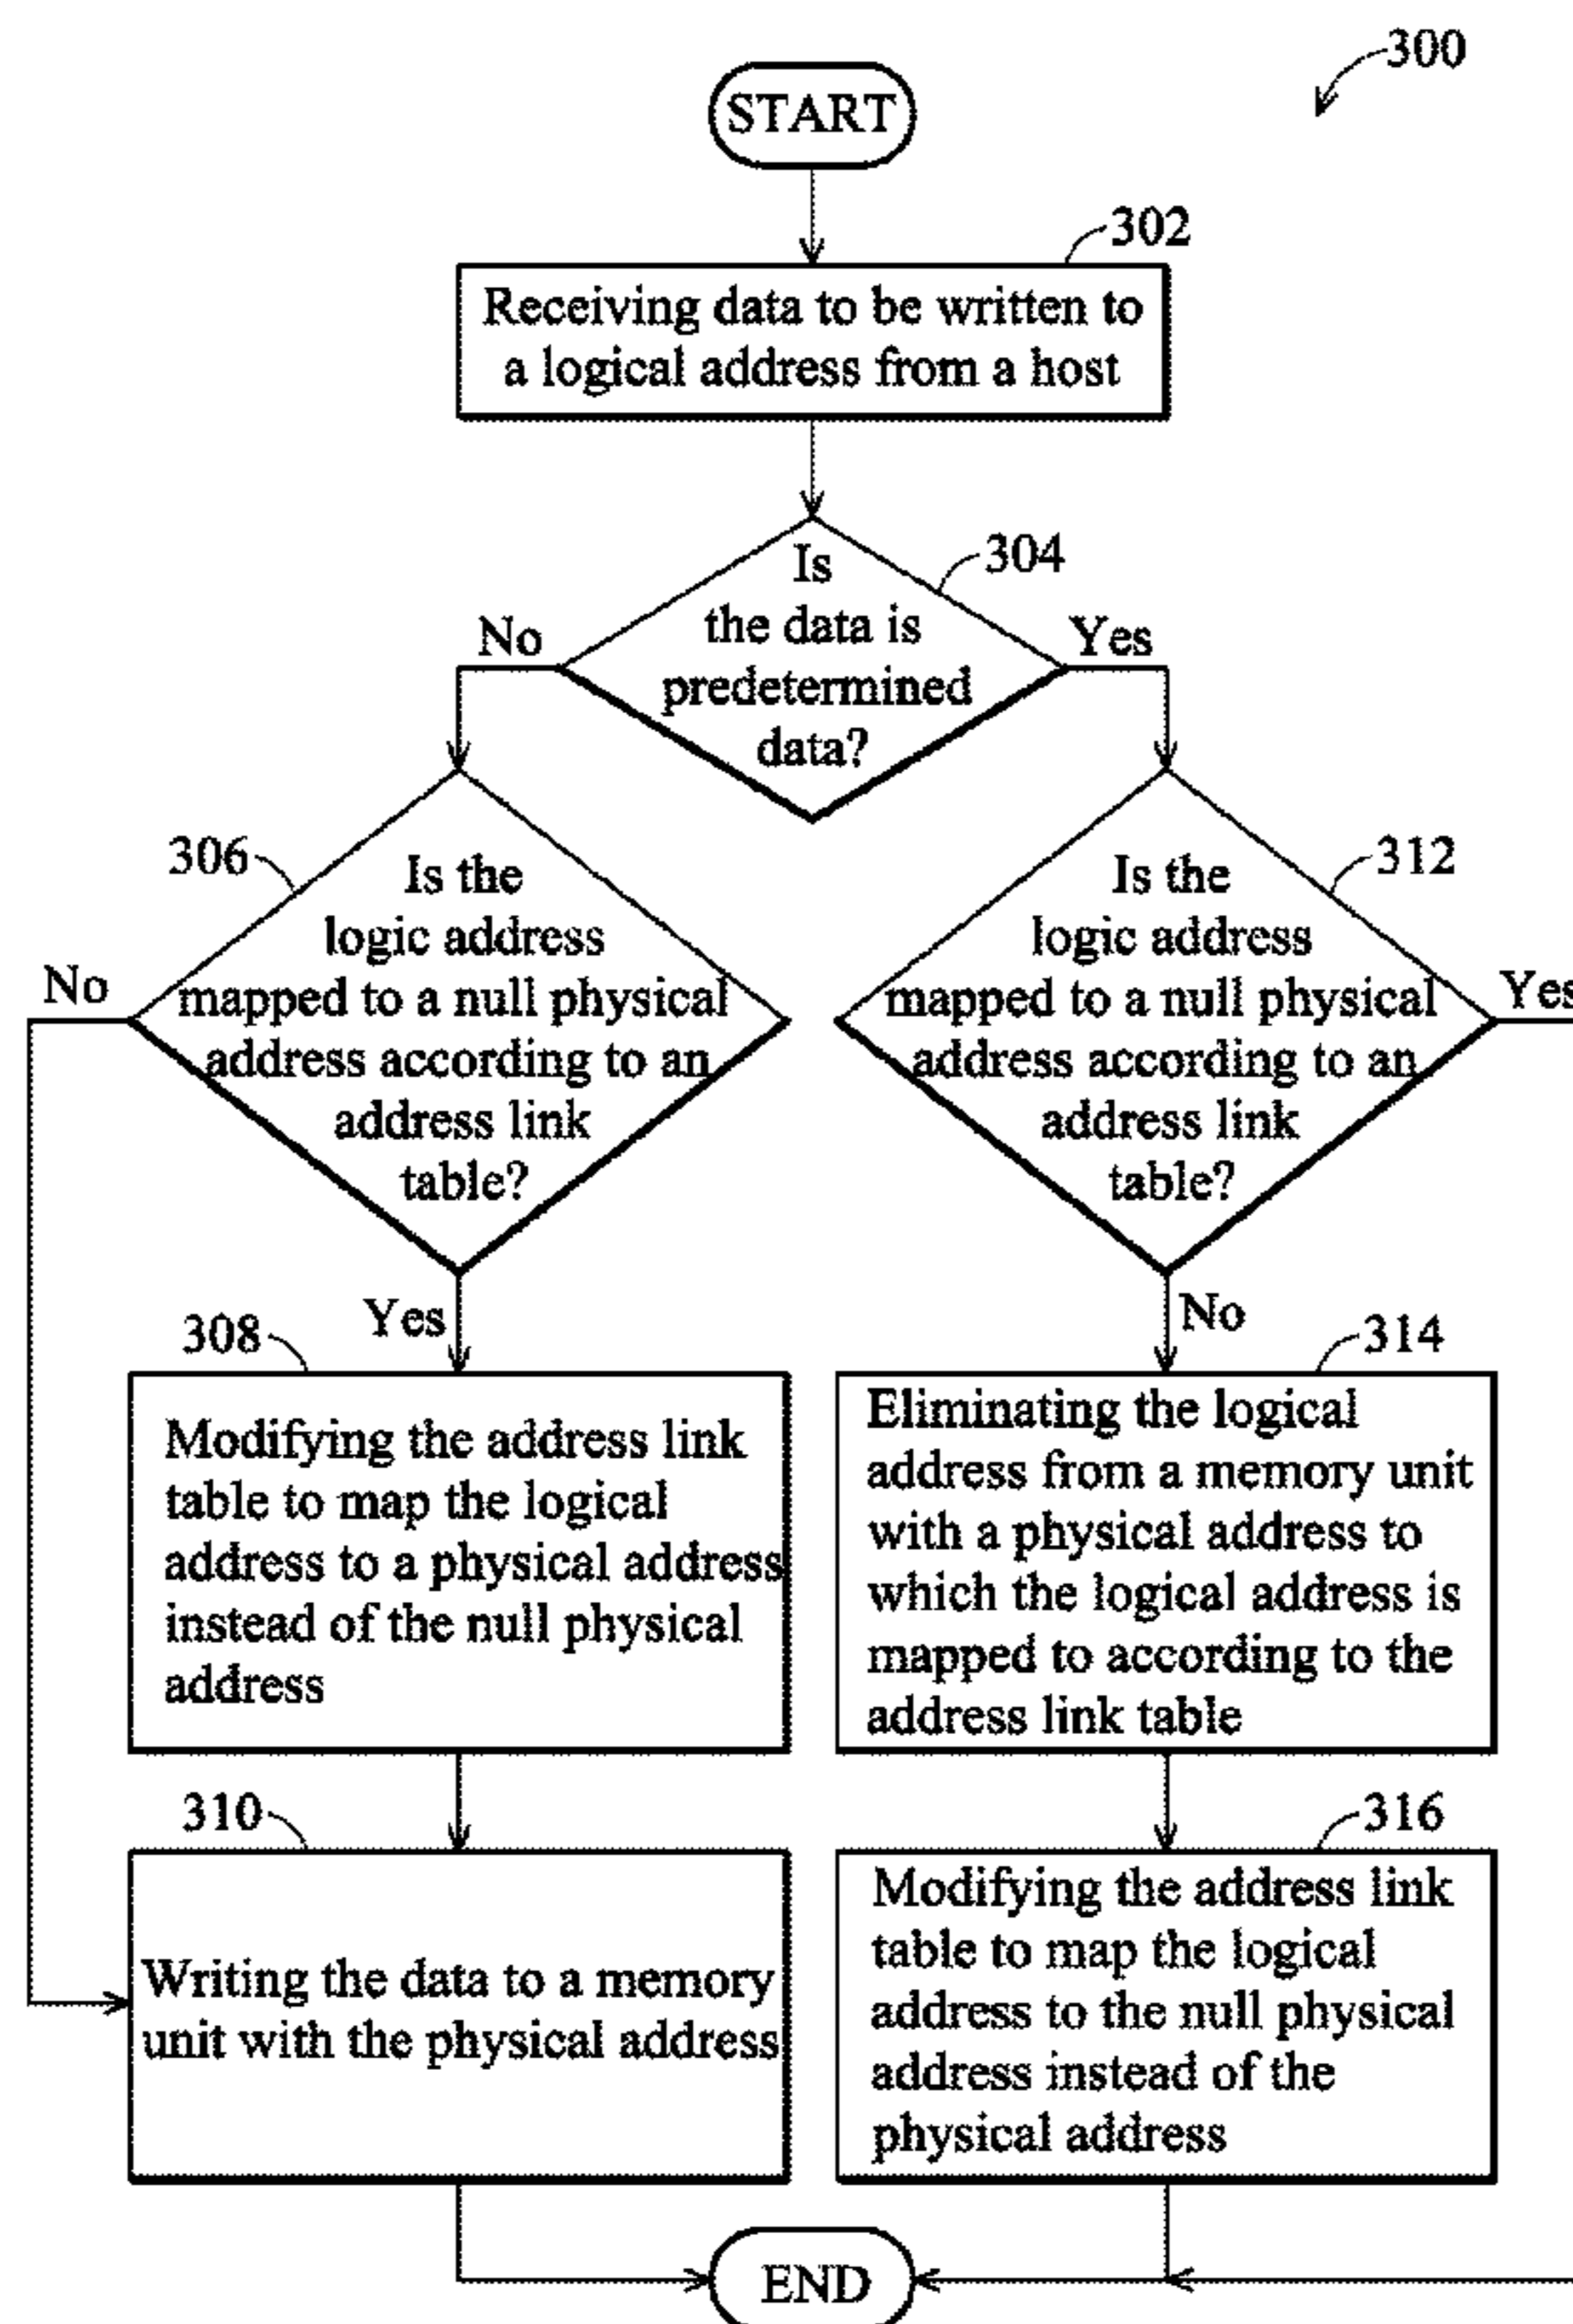 300
START
302
Receiving data to be written to
a logical address from a host
304
Is
the data is
predetermined
data?
No
Yes
306
Is the
logic address
mapped to a null physical
address according to an
address link
table?
No
Yes
312
Is the
logic address
mapped to a null physical
address according to an
address link
table?
Yes
No
308
Modifying the address link
table to map the logical
address to a physical address
instead of the null physical
address
314
Eliminating the logical
address from a memory unit
with a physical address to
which the logical address is
mapped to according to the
address link table
310
Writing the data to a memory
unit with the physical address
316
Modifying the address link
table to map the logical
address to the null physical
address instead of the
physical address
END